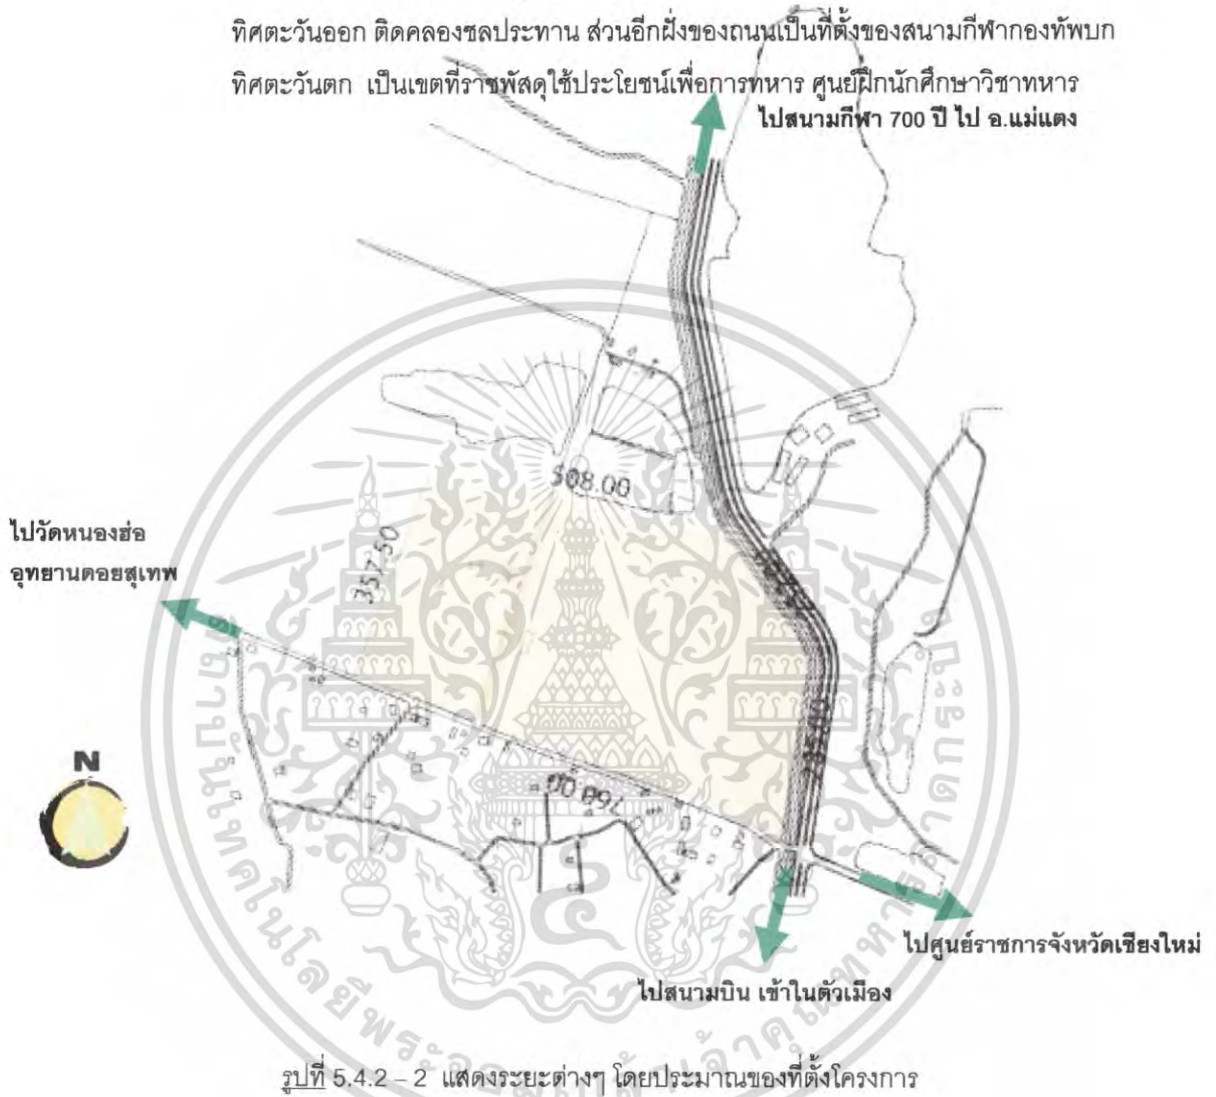 ทิศตะวันออก ติดคลองชลประทาน ส่วนอีกฝั่งของถนนเป็นที่ตั้งของสนามกีฬากองทัพบก
ทิศตะวันตก เป็นเขตที่ราชพัสดุใช้ประโยชน์เพื่อการทหาร ศูนย์ฝึกนักศึกษาวิชาทหาร
ไปสนามกีฬา 700 ปี ไป อ.แม่แตง
508.00
357.50
ไปวัดหนองฮ่อ
อุทยานดอยสุเทพ
760.00
N
ไปศูนย์ราชการจังหวัดเชียงใหม่
ไปสนามบิน เข้าในตัวเมือง
รูปที่ 5.4.2 – 2 แสดงระยะต่างๆ โดยประมาณของที่ตั้งโครงการ